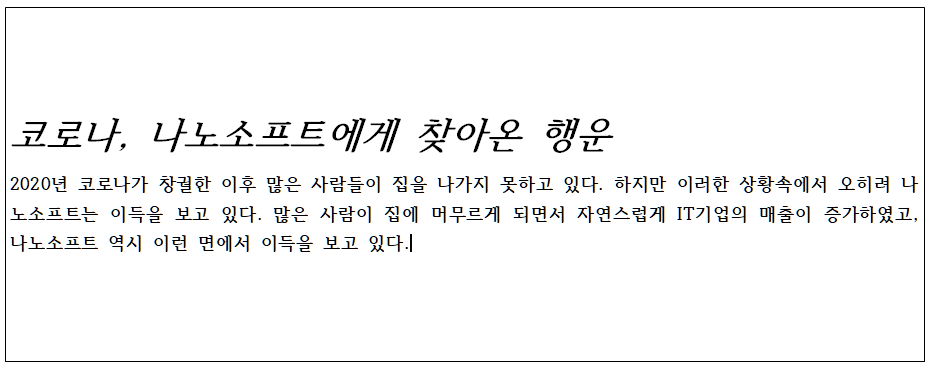 코로나, 나노소프트에게 찾아온 행운
2020년 코로나가 창궐한 이후 많은 사람들이 집을 나가지 못하고 있다. 하지만 이러한 상황속에서 오히려 나
노소프트는 이득을 보고 있다. 많은 사람이 집에 머무르게 되면서 자연스럽게 IT기업의 매출이 증가하였고,
나노소프트 역시 이런 면에서 이득을 보고 있다.